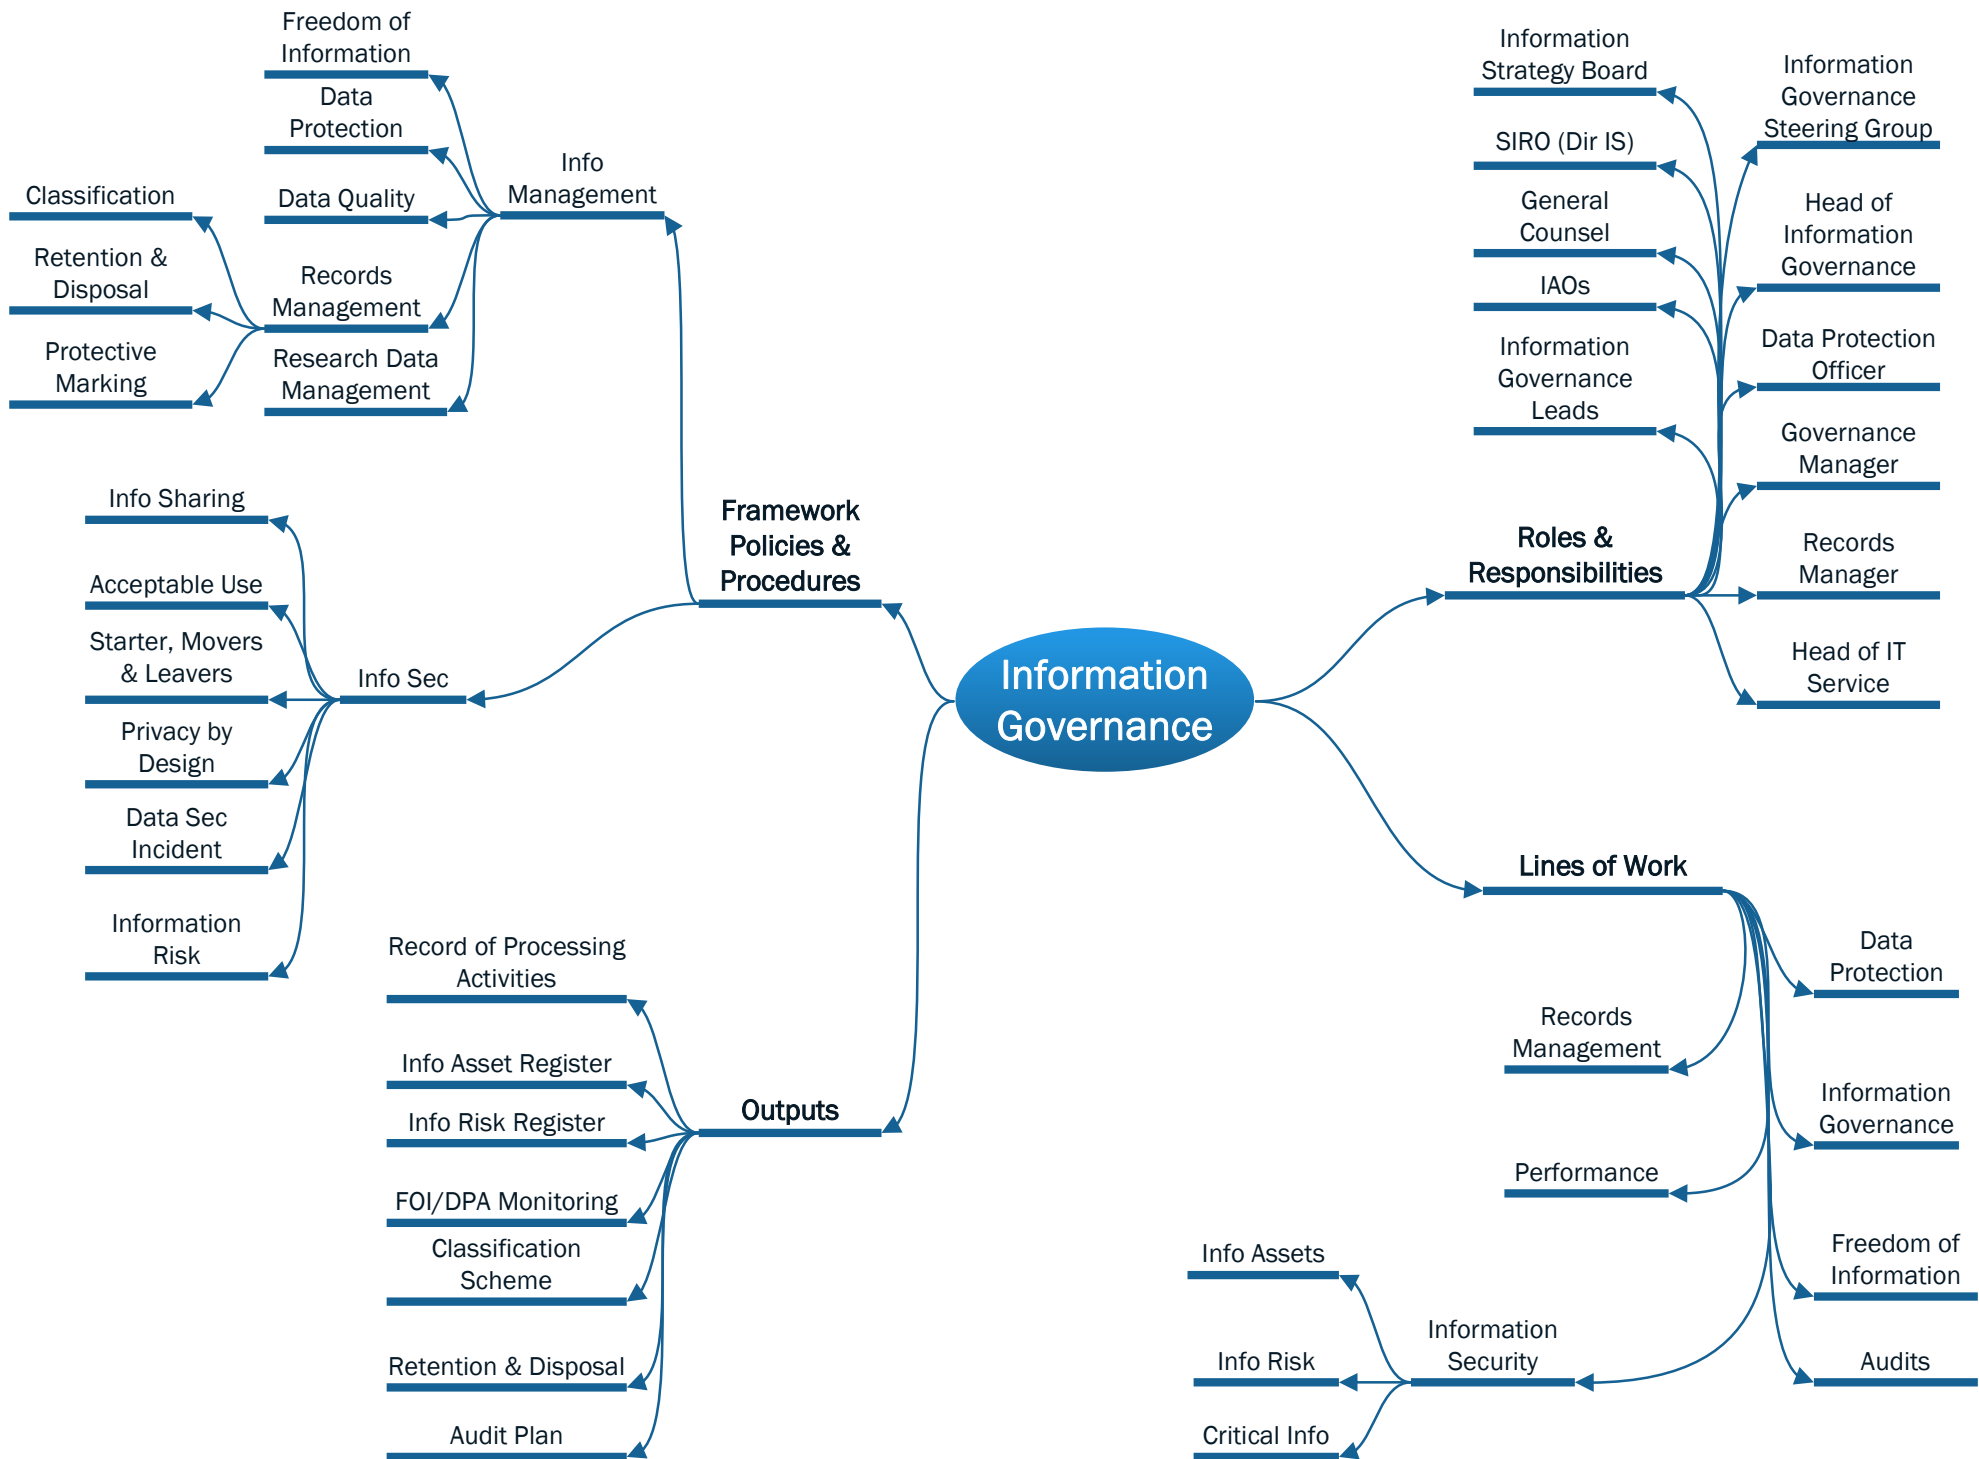 Freedom of
Information
Data
Protection
Info
Management
Data Quality
Classification
Retention &
Disposal
Records
Management
Protective
Marking
Research Data
Management
Info Sharing
Acceptable Use
Starter, Movers
& Leavers
Info Sec
Privacy by
Design
Data Sec
Incident
Information
Risk
Framework
Policies &
Procedures
Record of Processing
Activities
Info Asset Register
Info Risk Register
Outputs
FOI/DPA Monitoring
Classification
Scheme
Retention & Disposal
Audit Plan
Information
Governance
Information
Strategy Board
SIRO (Dir IS)
General
Counsel
IAOs
Information
Governance
Leads
Roles &
Responsibilities
Information
Governance
Steering Group
Head of
Information
Governance
Data Protection
Officer
Governance
Manager
Records
Manager
Head of IT
Service
Lines of Work
Data
Protection
Records
Management
Information
Governance
Performance
Freedom of
Information
Info Assets
Information
Security
Info Risk
Audits
Critical Info